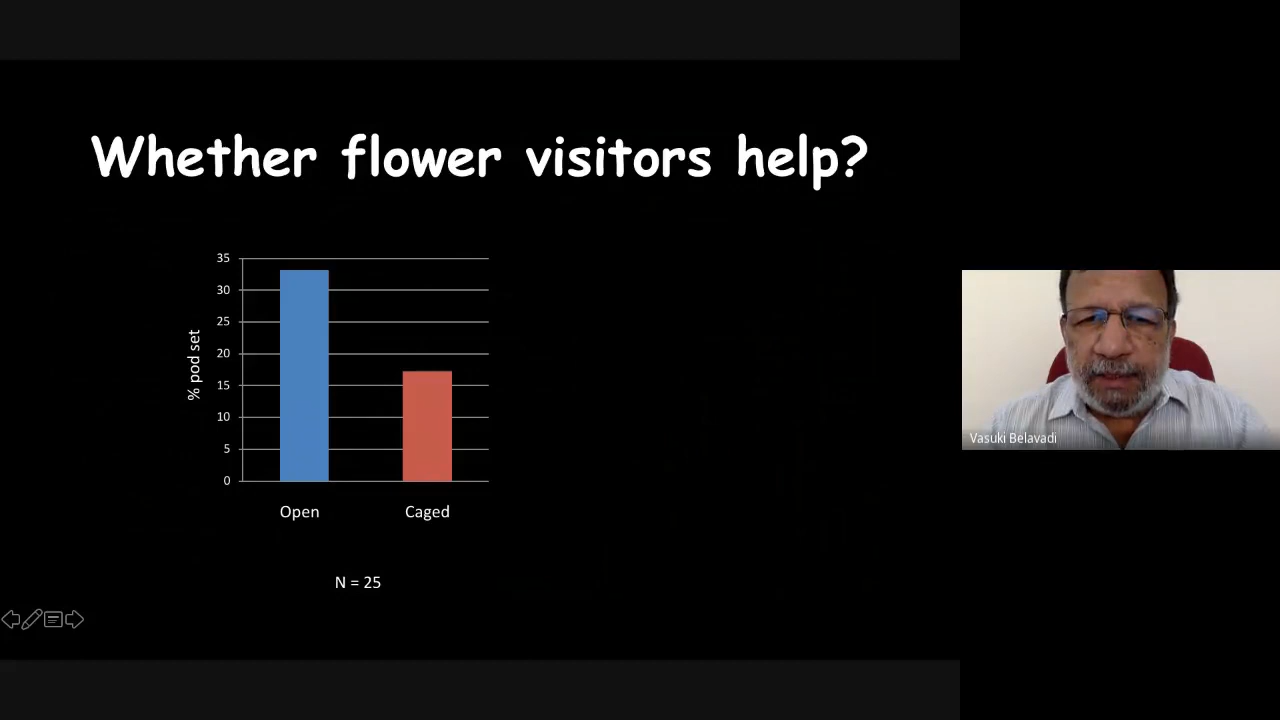 Whether flower visitors help?
35
30
25
20
15
10
5
0
% pod set
Open Caged
N = 25
Vasuki Belavadi